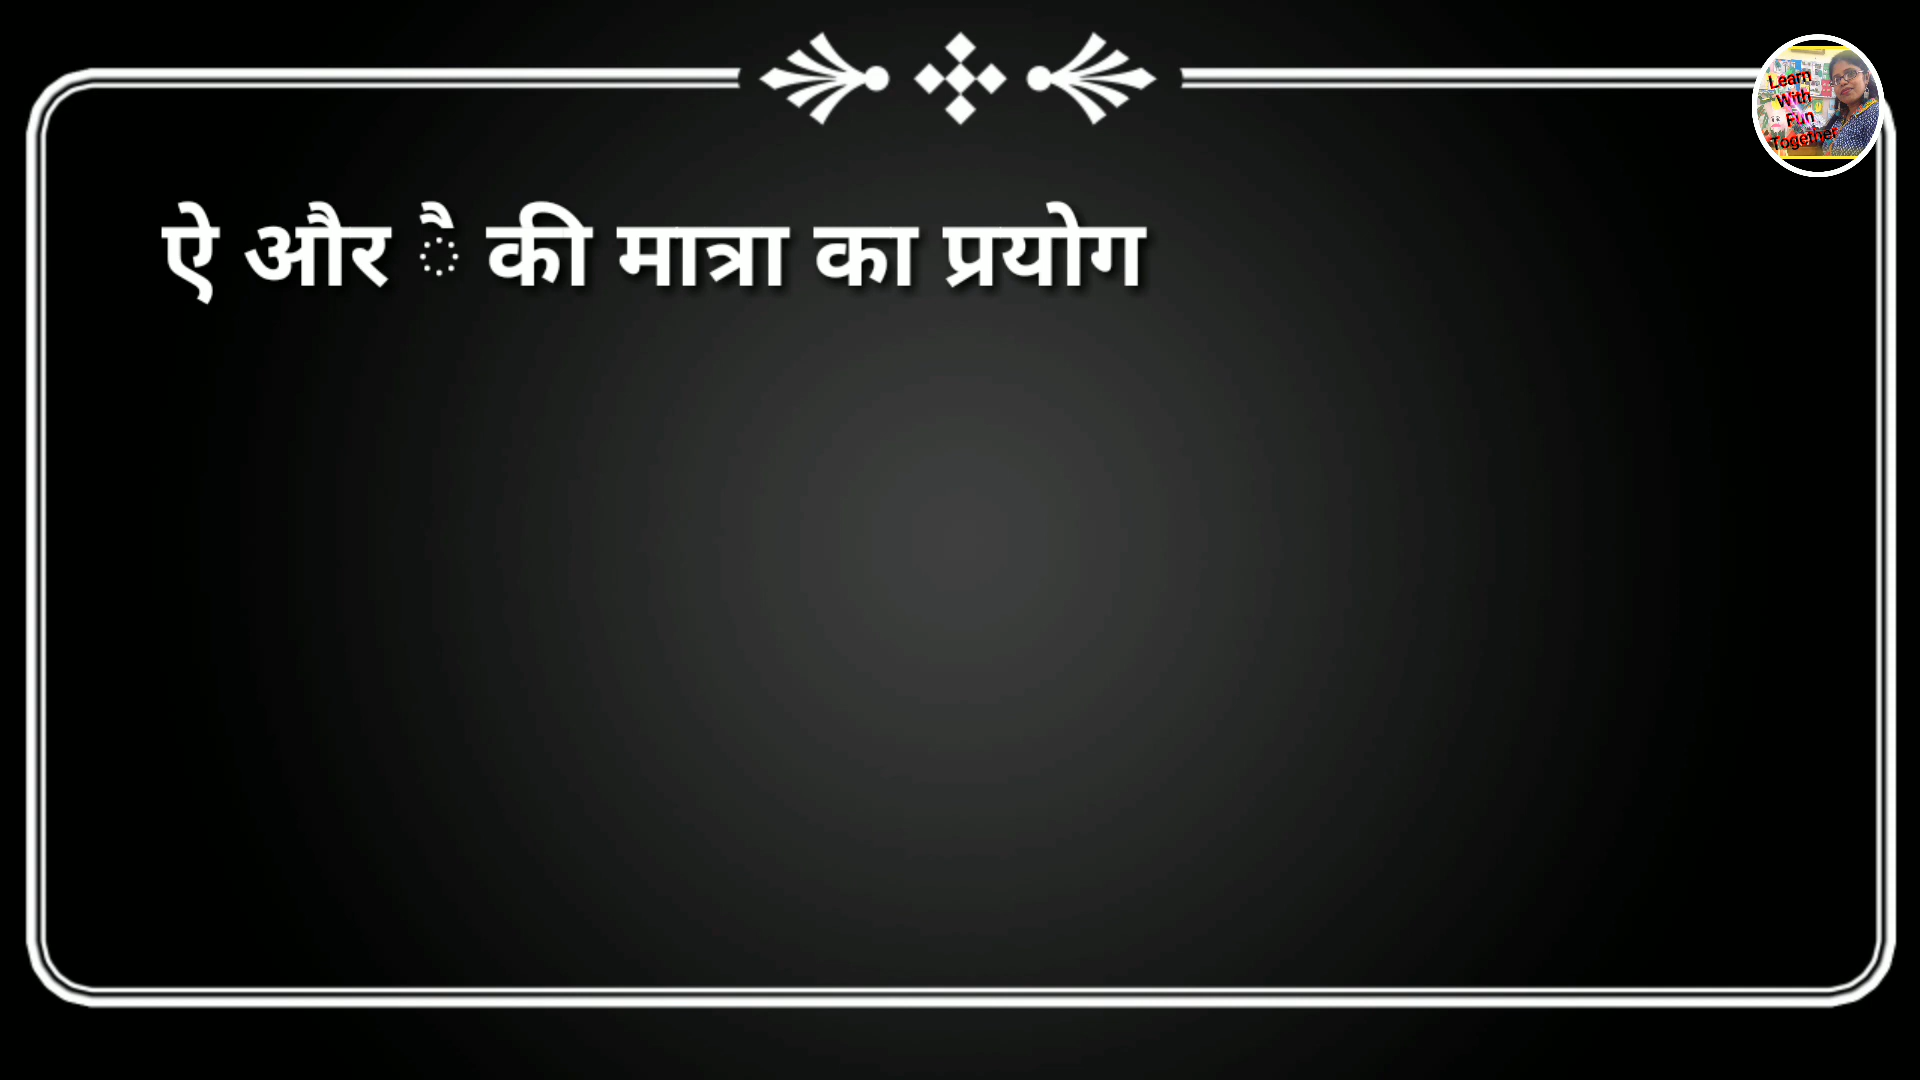 ऐ और ै की मात्रा का प्रयोग
Learn
With
Fun
Together